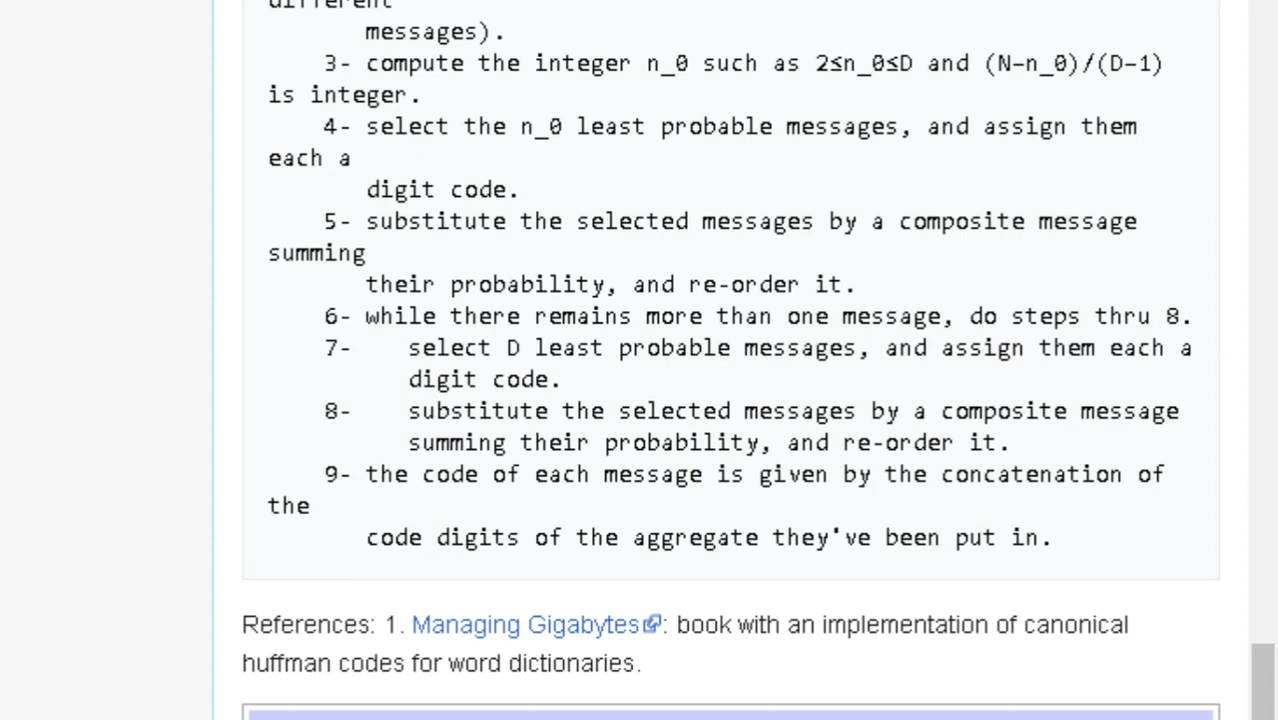 different
messages).
3- compute the integer n_0 such as 2≤n_0≤D and (N−n_0)/(D−1)
is integer.
4- select the n_0 least probable messages, and assign them
each a
digit code.
5- substitute the selected messages by a composite message
summing
their probability, and re-order it.
6- while there remains more than one message, do steps thru 8.
7- select D least probable messages, and assign them each a
digit code.
8- substitute the selected messages by a composite message
summing their probability, and re-order it.
9- the code of each message is given by the concatenation of
the
code digits of the aggregate they've been put in.
References: 1. Managing Gigabytes: book with an implementation of canonical
huffman codes for word dictionaries.